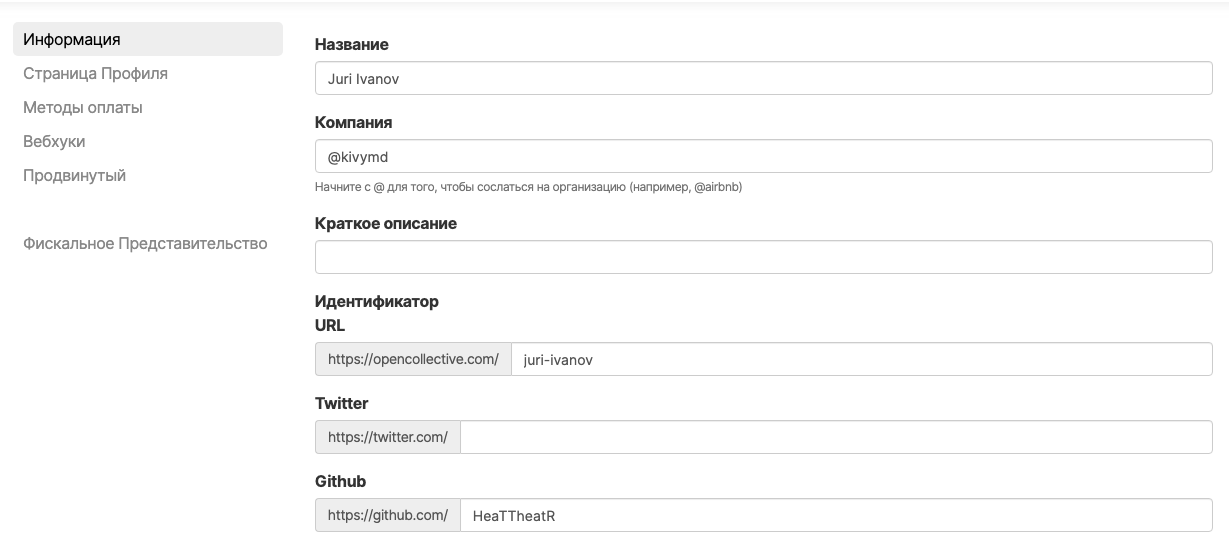 Информация
Страница Профиля
Методы оплаты
Вебхуки
Продвинутый
Фискальное Представительство
Название
Juri Ivanov
Компания
@kivymd
Начните с @ для того, чтобы сослаться на организацию (например, @airbnb)
Краткое описание
Идентификатор
URL
https://opencollective.com/ juri-ivanov
Twitter
https://twitter.com/
Github
https://github.com/ HeaTTheatR